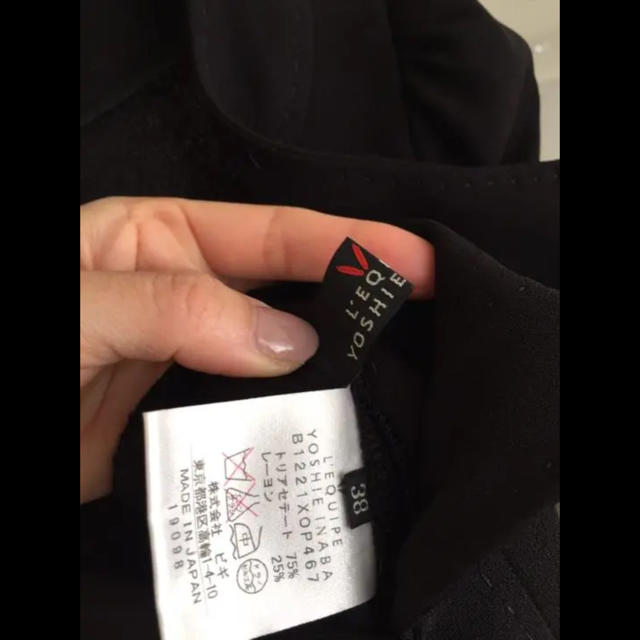 L'EQ
YOSHIE
38
L'EQUIPE
YOSHIE INABA
B1221XOP467
トリアセテート 75%
レーヨン 25%
株式会社 ビギ
東京都港区高輪1-4-10
MADE IN JAPAN
19098